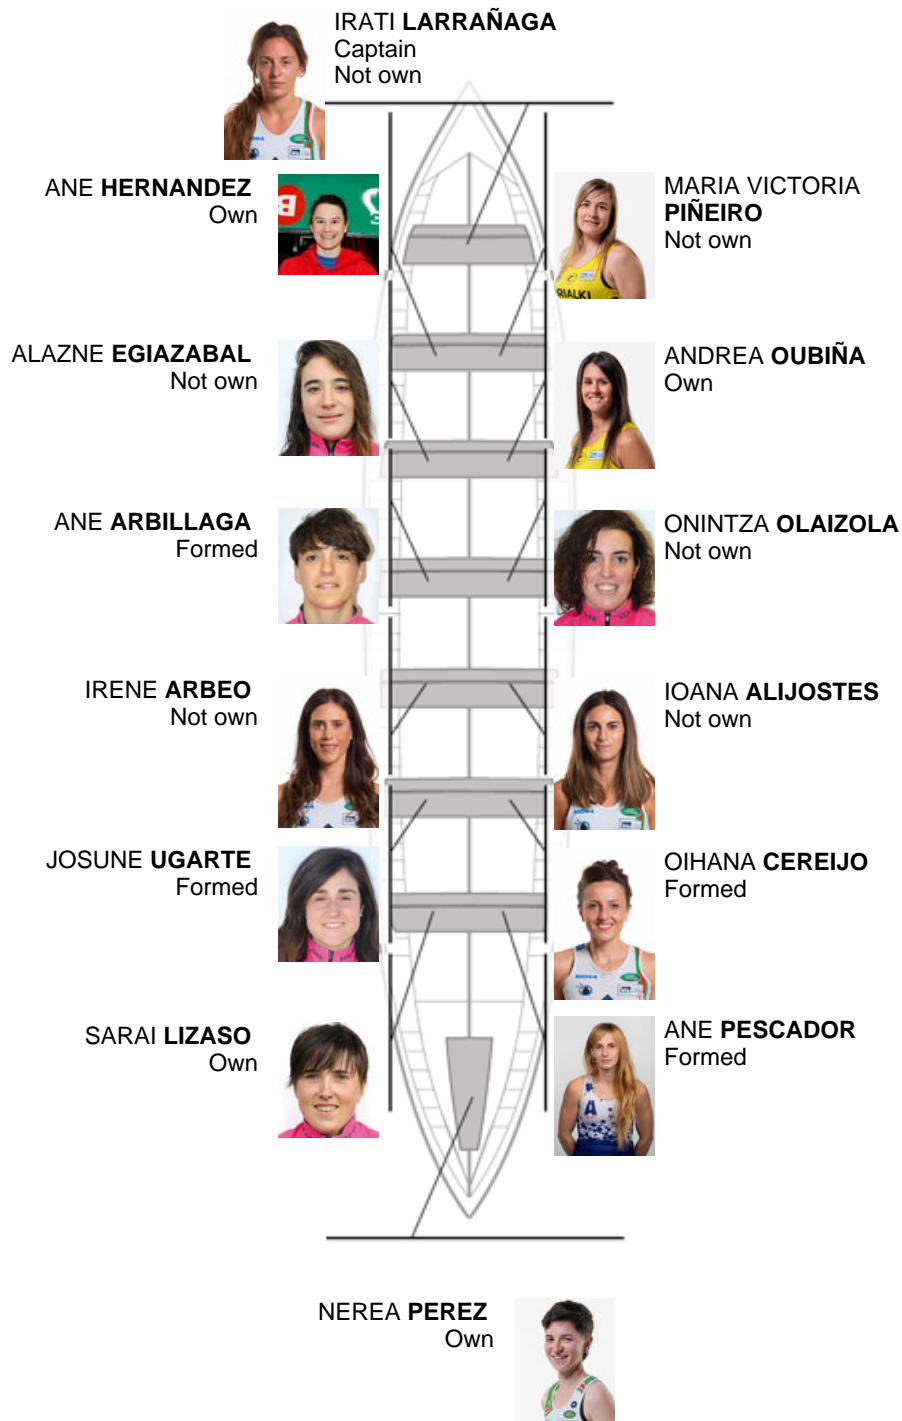 IRATI LARRAÑAGA
Captain
Not own
ANE HERNANDEZ
Own
MARIA VICTORIA
PIÑEIRO
Not own
ALAZNE EGIAZABAL
Not own
ANDREA OUBIÑA
Own
ANE ARBILLAGA
Formed
ONINTZA OLAIZOLA
Not own
IRENE ARBEO
Not own
IOANA ALIJOSTES
Not own
JOSUNE UGARTE
Formed
OIHANA CEREIJO
Formed
SARAI LIZASO
Own
ANE PESCADOR
Formed
NEREA PEREZ
Own